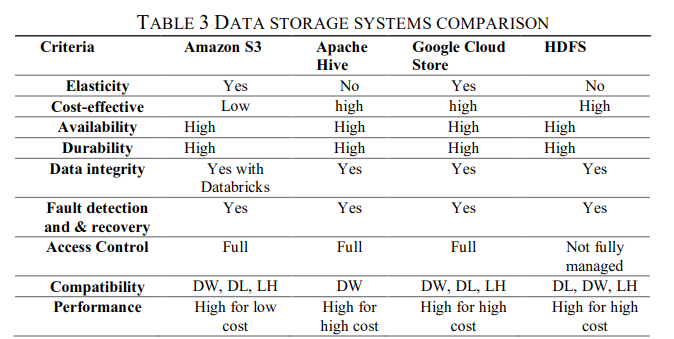 TABLE 3 DATA STORAGE SYSTEMS COMPARISON
Criteria Amazon S3 Apache Google Cloud HDFS
Hive Store
Elasticity Yes No Yes No
Cost-effective Low high high High
Availability High High High High
Durability High High High High
Data integrity Yes with Yes Yes Yes
Databricks
Fault detection Yes Yes Yes Yes
and & recovery
Access Control Full Full Full Not fully
managed
Compatibility DW, DL, LH DW DW, DL, LH DL, DW, LH
Performance High for low High for High for high High for high
cost high cost cost cost